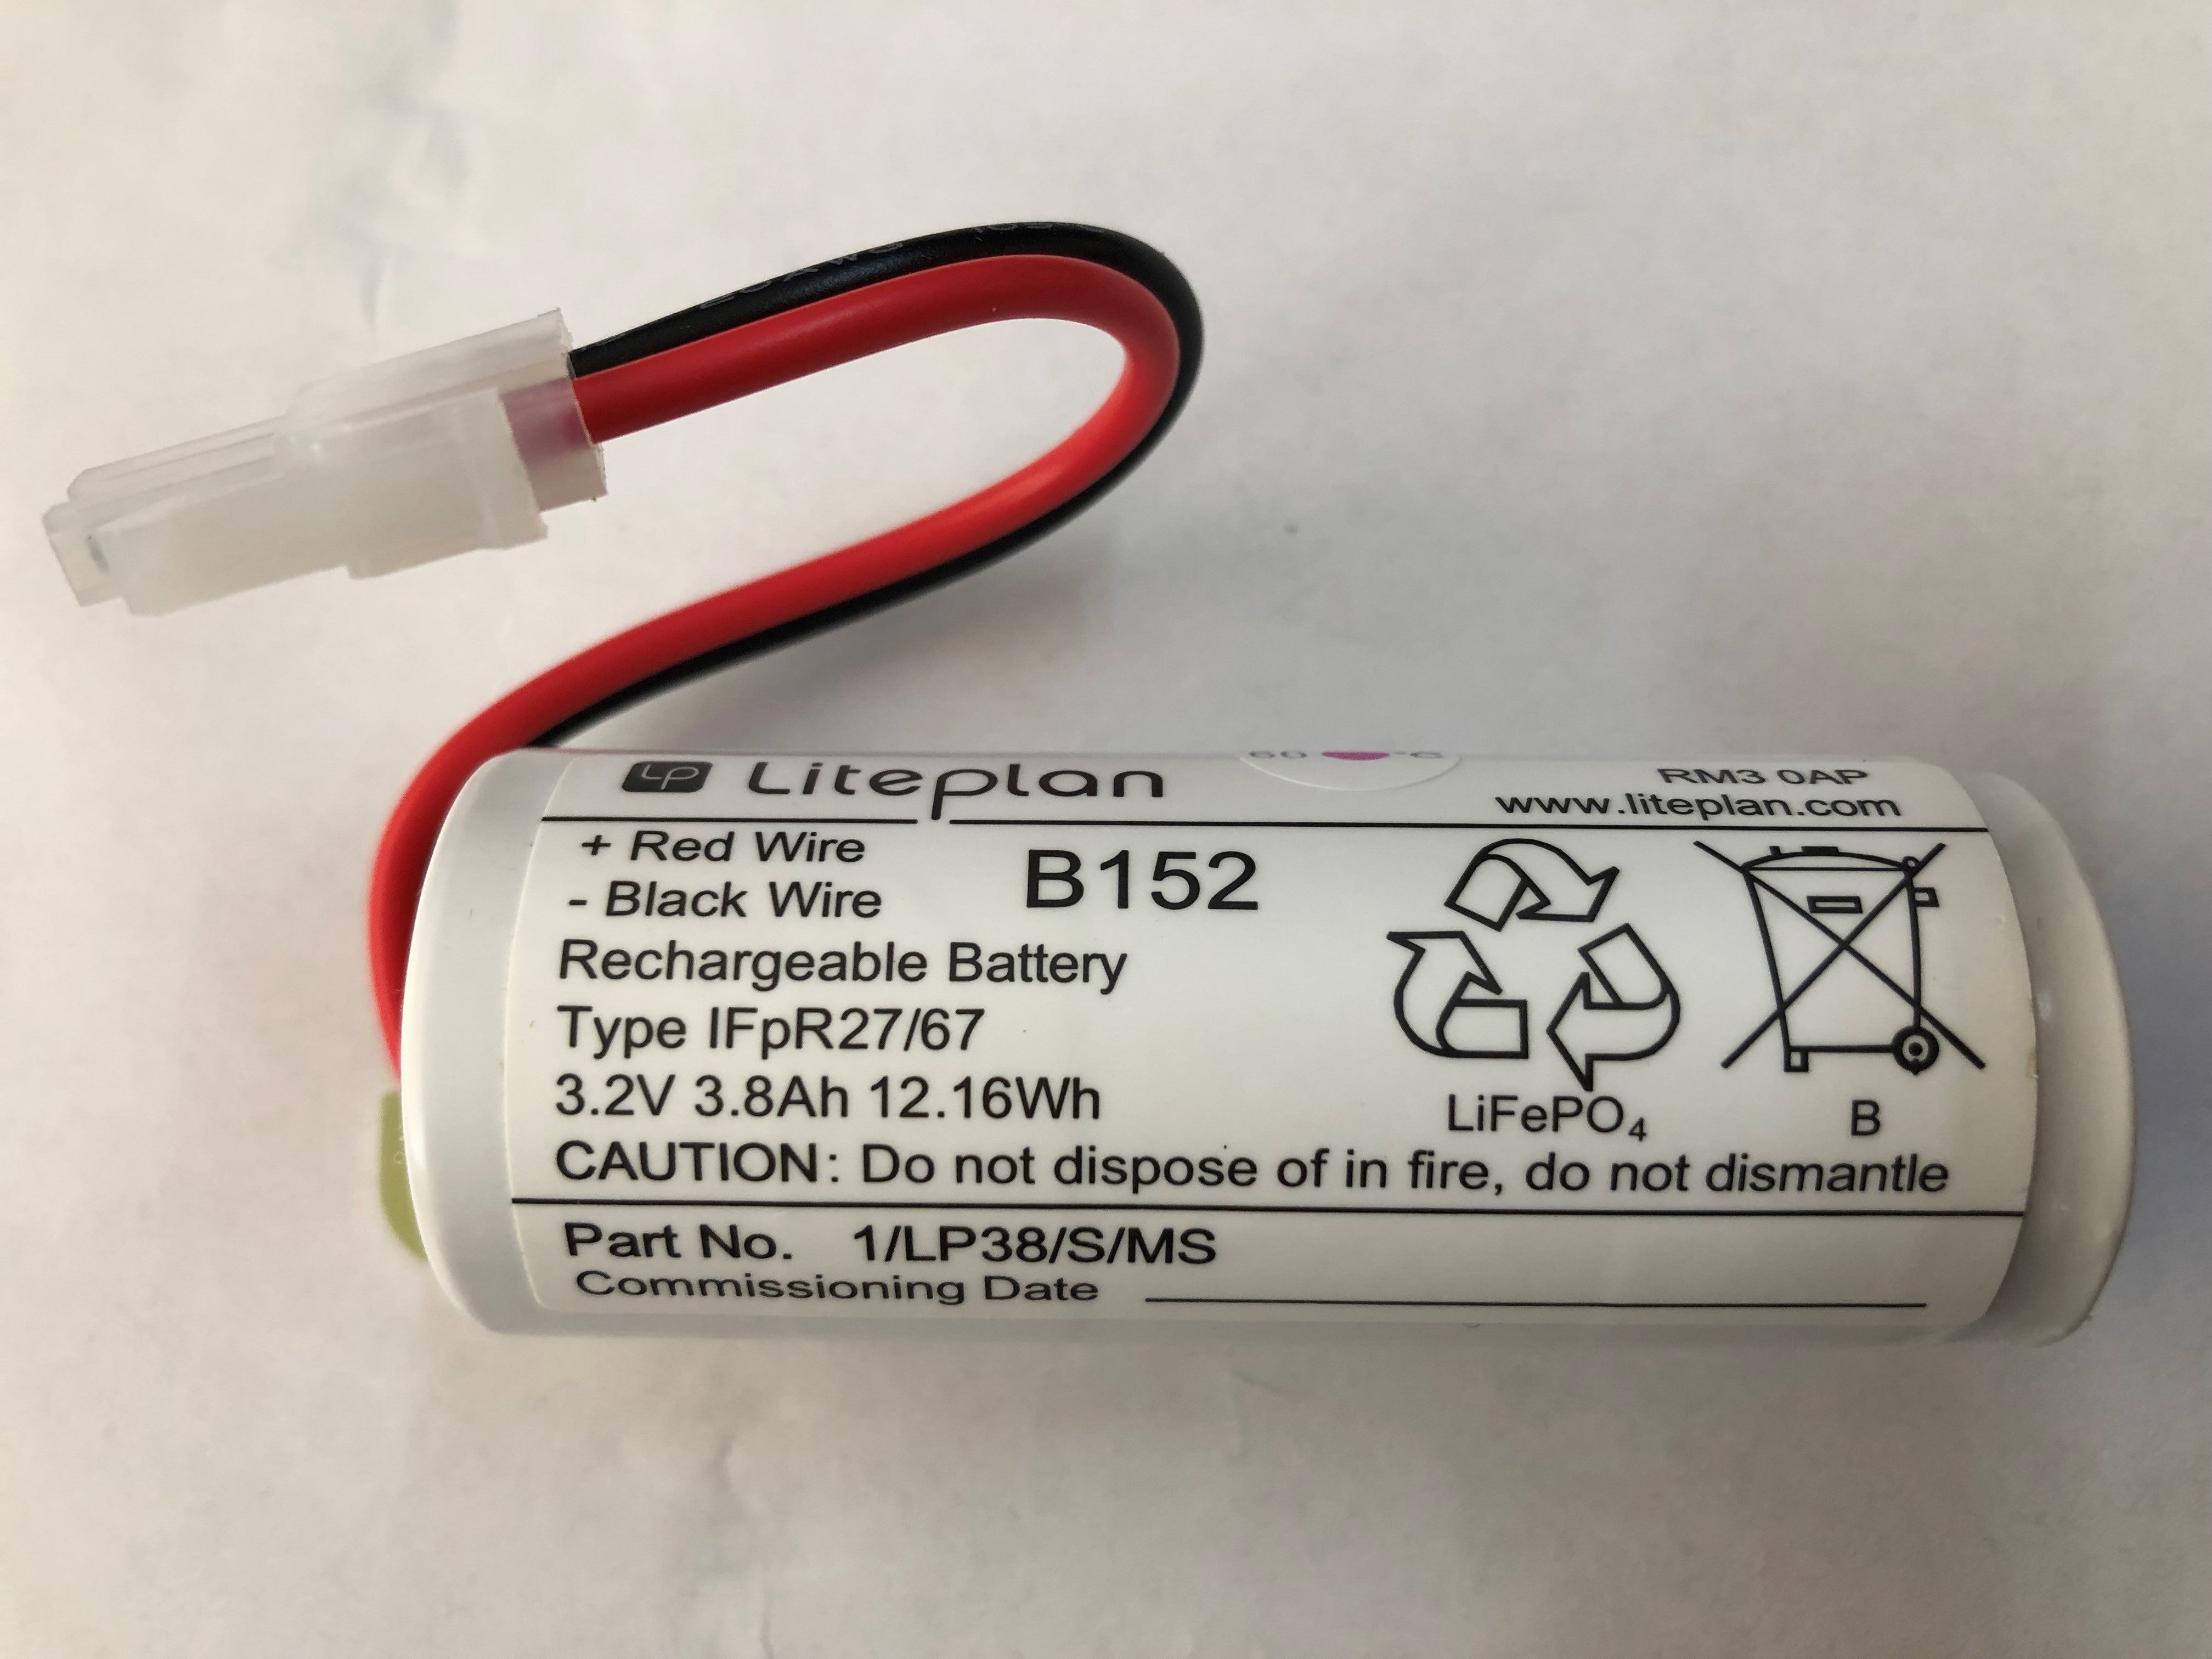 LP Liteplan
60 °C
RM3 0AP
www.liteplan.com
+ Red Wire
- Black Wire
B152
Rechargeable Battery
Type IFpR27/67
3.2V 3.8Ah 12.16Wh
LiFePO₄
B
CAUTION: Do not dispose of in fire, do not dismantle
Part No. 1/LP38/S/MS
Commissioning Date